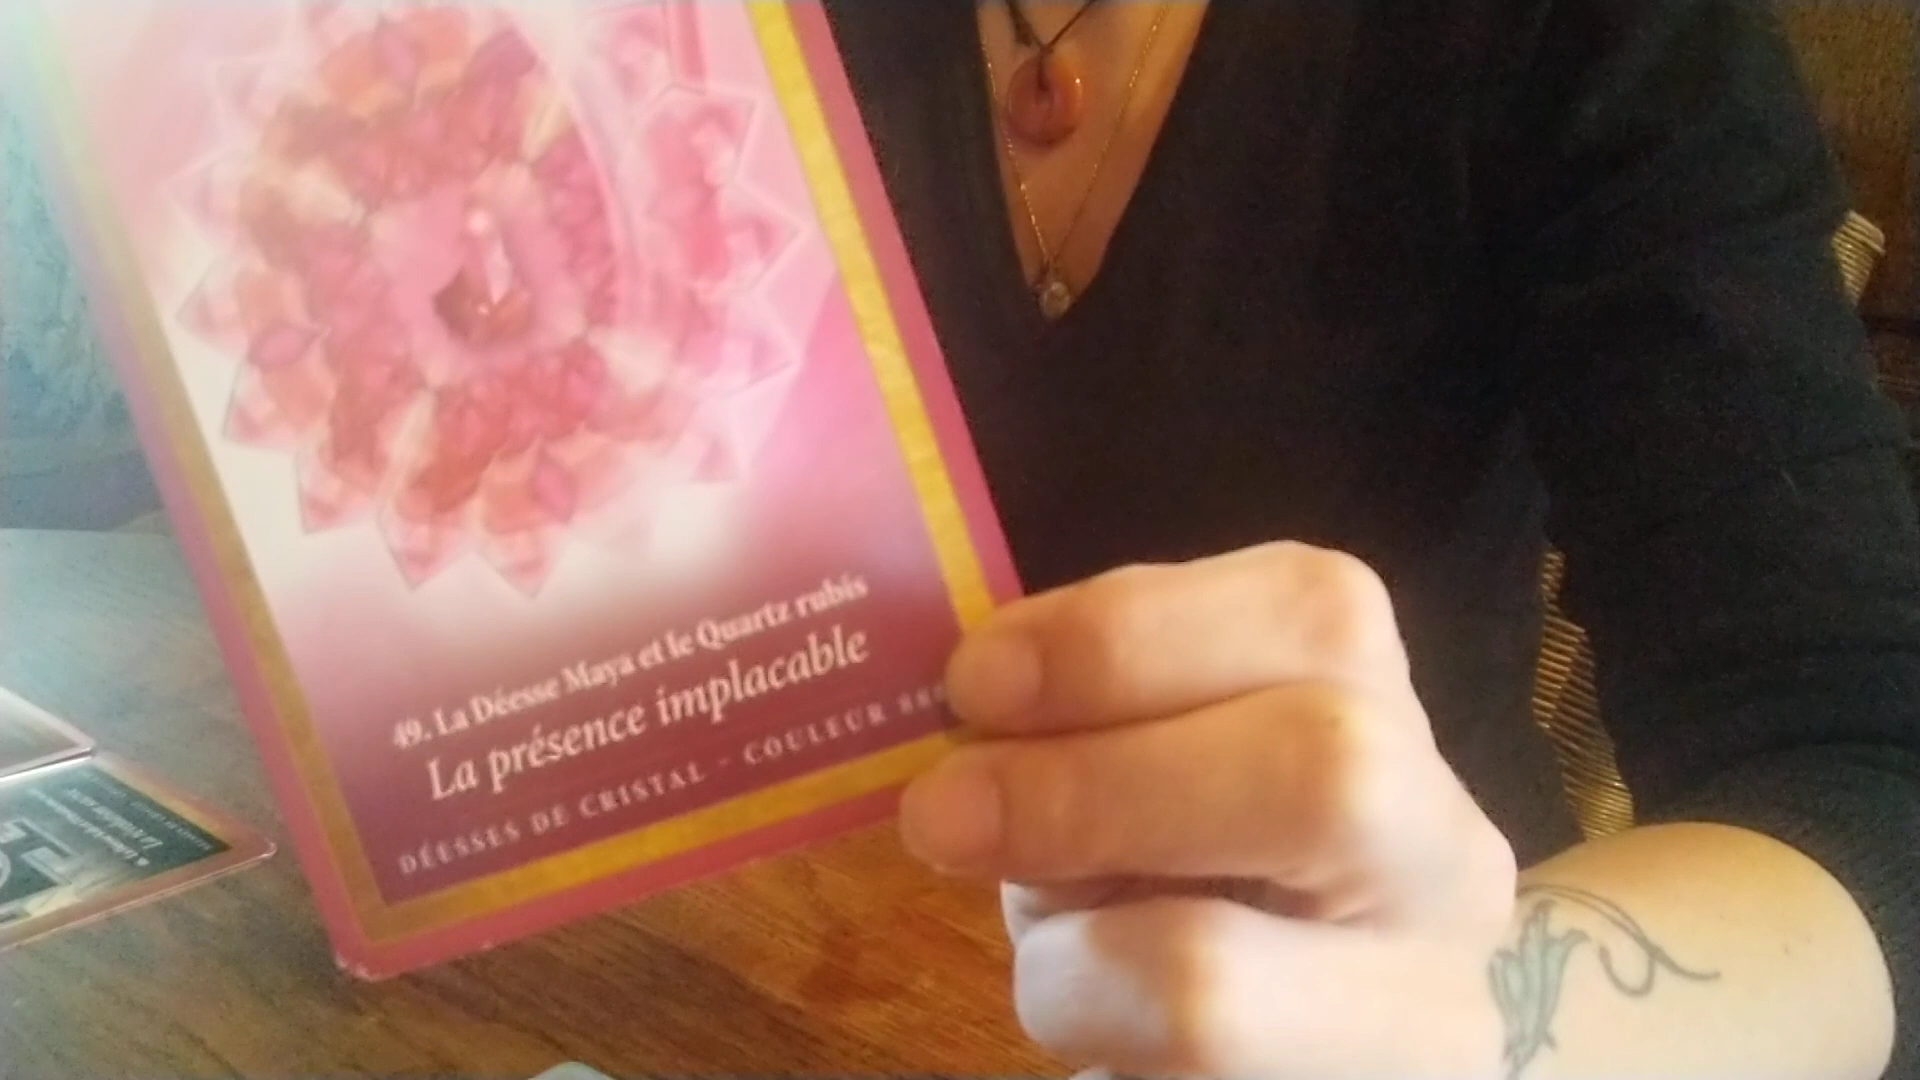 49. La Déesse Maya et le Quartz rubis
La présence implacable
DÉESSES DE CRISTAL - COULEUR